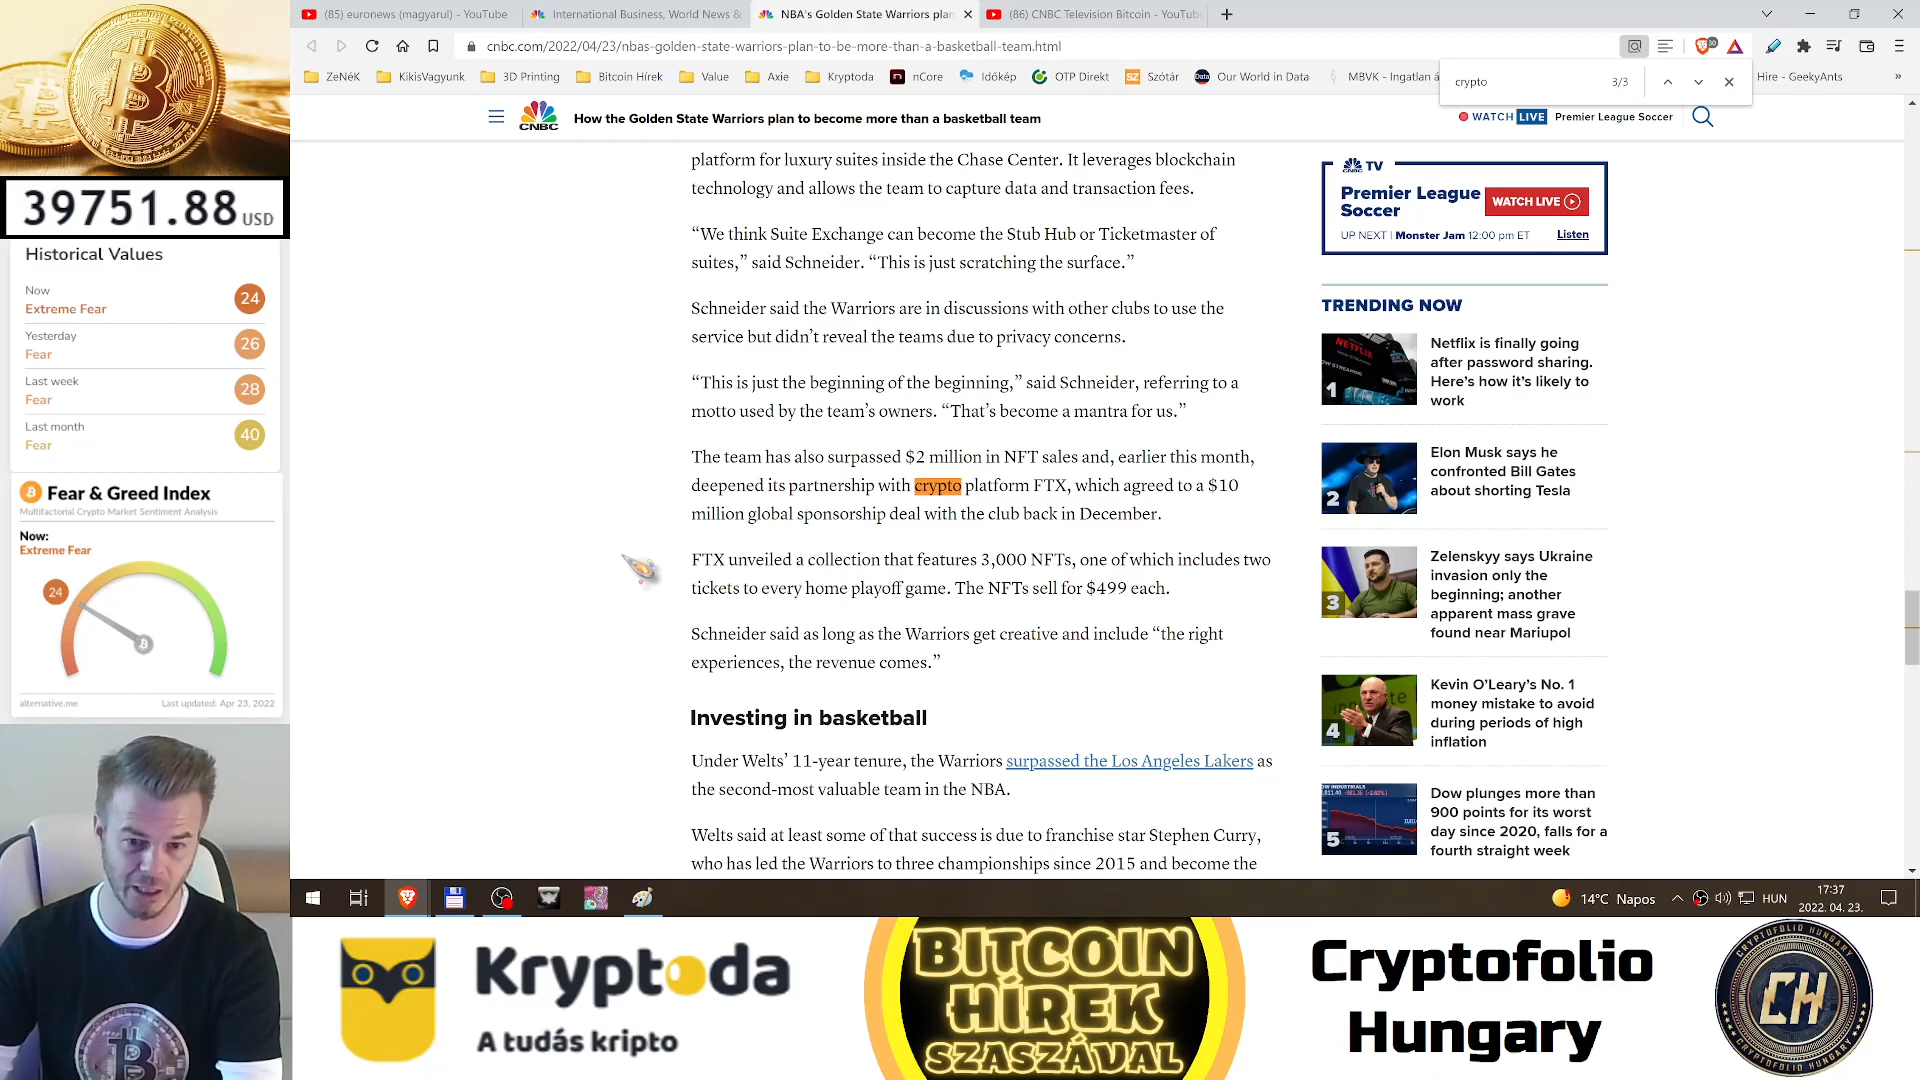 (85) euronews (magyarul) - YouTube
International Business, World News &
NBA's Golden State Warriors plan
(86) CNBC Television Bitcoin - YouTube
cnbc.com/2022/04/23/nbas-golden-state-warriors-plan-to-be-more-than-a-basketball-team.html
ZeNéK
KikisVagyunk
3D Printing
Bitcoin Hírek
Value
Axie
Kryptoda
nCore
Időkép
OTP Direkt
Szótár
Our World in Data
MBVK - Ingatlan á
Hire - GeekyAnts
crypto 3/3
CNBC
How the Golden State Warriors plan to become more than a basketball team
WATCH LIVE Premier League Soccer
platform for luxury suites inside the Chase Center. It leverages blockchain
technology and allows the team to capture data and transaction fees.
“We think Suite Exchange can become the Stub Hub or Ticketmaster of
suites,” said Schneider. “This is just scratching the surface.”
Schneider said the Warriors are in discussions with other clubs to use the
service but didn’t reveal the teams due to privacy concerns.
“This is just the beginning of the beginning,” said Schneider, referring to a
motto used by the team’s owners. “That’s become a mantra for us.”
The team has also surpassed $2 million in NFT sales and, earlier this month,
deepened its partnership with crypto platform FTX, which agreed to a $10
million global sponsorship deal with the club back in December.
FTX unveiled a collection that features 3,000 NFTs, one of which includes two
tickets to every home playoff game. The NFTs sell for $499 each.
Schneider said as long as the Warriors get creative and include “the right
experiences, the revenue comes.”
Investing in basketball
Under Welts’ 11-year tenure, the Warriors surpassed the Los Angeles Lakers as
the second-most valuable team in the NBA.
Welts said at least some of that success is due to franchise star Stephen Curry,
who has led the Warriors to three championships since 2015 and become the
CNBC TV
Premier League
Soccer
WATCH LIVE
UP NEXT | Monster Jam 12:00 pm ET
Listen
TRENDING NOW
1
Netflix is finally going
after password sharing.
Here’s how it’s likely to
work
2
Elon Musk says he
confronted Bill Gates
about shorting Tesla
3
Zelenskyy says Ukraine
invasion only the
beginning; another
apparent mass grave
found near Mariupol
4
Kevin O’Leary’s No. 1
money mistake to avoid
during periods of high
inflation
5
Dow plunges more than
900 points for its worst
day since 2020, falls for a
fourth straight week
39751.88 USD
Historical Values
Now
Extreme Fear
24
Yesterday
Fear
26
Last week
Fear
28
Last month
Fear
40
Fear & Greed Index
Multifactorial Crypto Market Sentiment Analysis
Now:
Extreme Fear
24
alternative.me
Last updated: Apr 23, 2022
14°C Napos
HUN
17:37
2022. 04. 23.
Kryptoda
A tudás kripto
BITCOIN
HÍREK
SZASZÁVAL
Cryptofolio
Hungary
CRYPTOFOLIO HUNGARY
CH
CRYPTOFOLIO HUNGARY